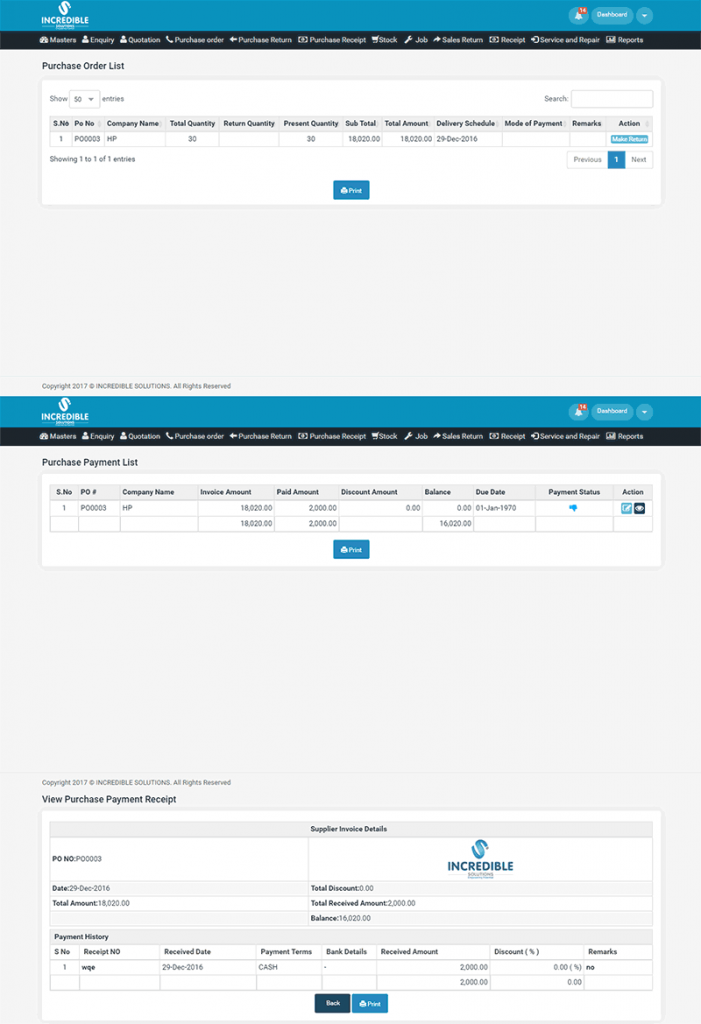 INCREDIBLE
SOLUTIONS
14
Dashboard
Masters Enquiry Quotation Purchase order Purchase Return Purchase Receipt Stock Job Sales Return Receipt Service and Repair Reports
Purchase Order List
Show 50 entries Search:
S.No Po No Company Name Total Quantity Return Quantity Present Quantity Sub Total Total Amount Delivery Schedule Mode of Payment Remarks Action
1 PO0003 HP 30 30 18,020.00 18,020.00 29-Dec-2016 Make Return
Showing 1 to 1 of 1 entries Previous 1 Next
Print
Copyright 2017 © INCREDIBLE SOLUTIONS. All Rights Reserved
INCREDIBLE
SOLUTIONS
14
Dashboard
Masters Enquiry Quotation Purchase order Purchase Return Purchase Receipt Stock Job Sales Return Receipt Service and Repair Reports
Purchase Payment List
S.No PO # Company Name Invoice Amount Paid Amount Discount Amount Balance Due Date Payment Status Action
1 PO0003 HP 18,020.00 2,000.00 0.00 0.00 01-Jan-1970
18,020.00 2,000.00 16,020.00
Print
Copyright 2017 © INCREDIBLE SOLUTIONS. All Rights Reserved
View Purchase Payment Receipt
Supplier Invoice Details
PO NO:PO0003
INCREDIBLE
SOLUTIONS
Date:29-Dec-2016 Total Discount:0.00
Total Amount:18,020.00 Total Received Amount:2,000.00
Balance:16,020.00
Payment History
S No Receipt NO Received Date Payment Terms Bank Details Received Amount Discount ( % ) Remarks
1 wqe 29-Dec-2016 CASH - 2,000.00 0.00 ( %) no
2,000.00 0.00
Back Print